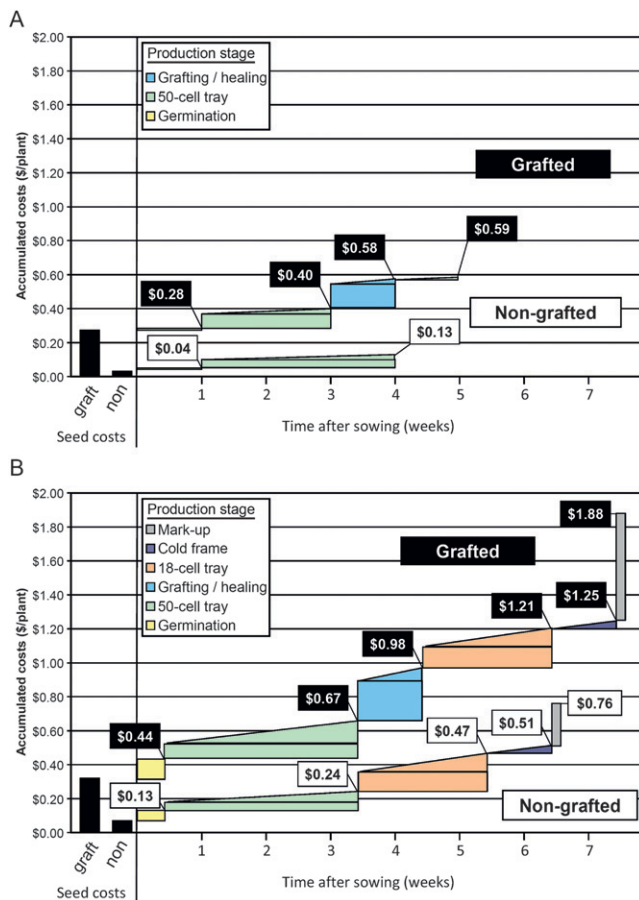 A
$2.00
$1.80
$1.60
$1.40
$1.20
$1.00
$0.80
$0.60
$0.40
$0.20
$0.00
Accumulated costs ($/plant)
Production stage
Grafting / healing
50-cell tray
Germination
Grafted
$0.59
$0.58
$0.40
$0.28
Non-grafted
$0.13
$0.04
graft
non
Seed costs
1 2 3 4 5 6 7
Time after sowing (weeks)
B
$2.00
$1.80
$1.60
$1.40
$1.20
$1.00
$0.80
$0.60
$0.40
$0.20
$0.00
Accumulated costs ($/plant)
Production stage
Mark-up
Cold frame
18-cell tray
Grafting / healing
50-cell tray
Germination
$1.88
Grafted
$1.25
$1.21
$0.98
$0.67
$0.44
$0.76
$0.51
$0.47
$0.24
$0.13
Non-grafted
graft
non
Seed costs
1 2 3 4 5 6 7
Time after sowing (weeks)